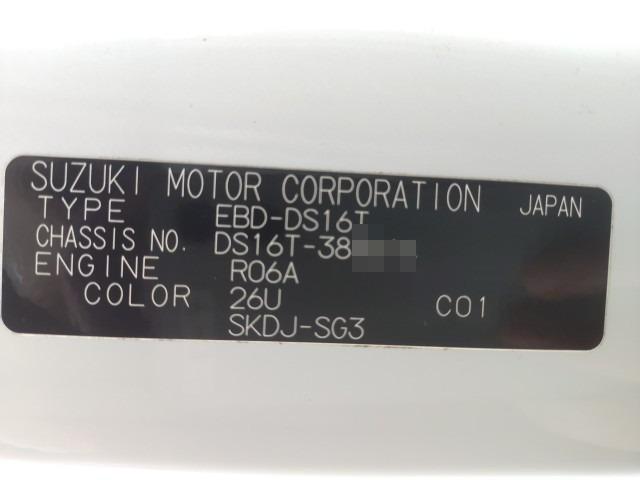 SUZUKI MOTOR CORPORATION JAPAN
TYPE EBD-DS16T
CHASSIS NO. DS16T-38
ENGINE R06A
COLOR 26U C01
SKDJ-SG3